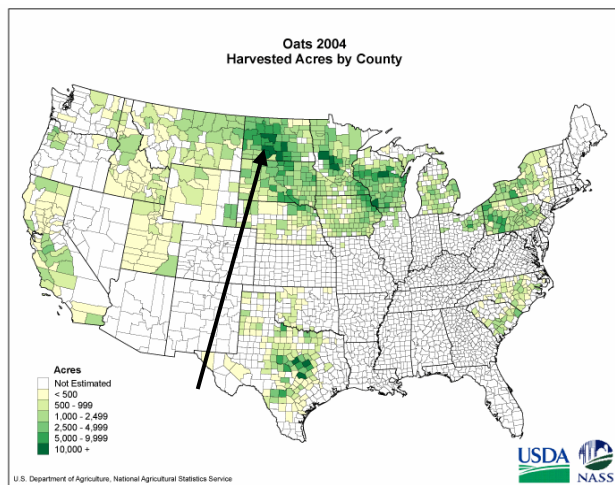 Oats 2004
Harvested Acres by County
Acres
Not Estimated
< 500
500 - 999
1,000 - 2,499
2,500 - 4,999
5,000 - 9,999
10,000 +
U.S. Department of Agriculture, National Agricultural Statistics Service
USDA
NASS